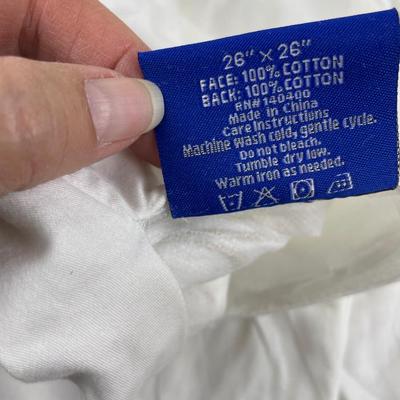 26" x 26"
FACE: 100% COTTON
BACK: 100% COTTON
RN# 140400
Made in China
Care Instructions
Machine wash cold, gentle cycle.
Do not bleach.
Tumble dry low.
Warm iron as needed.